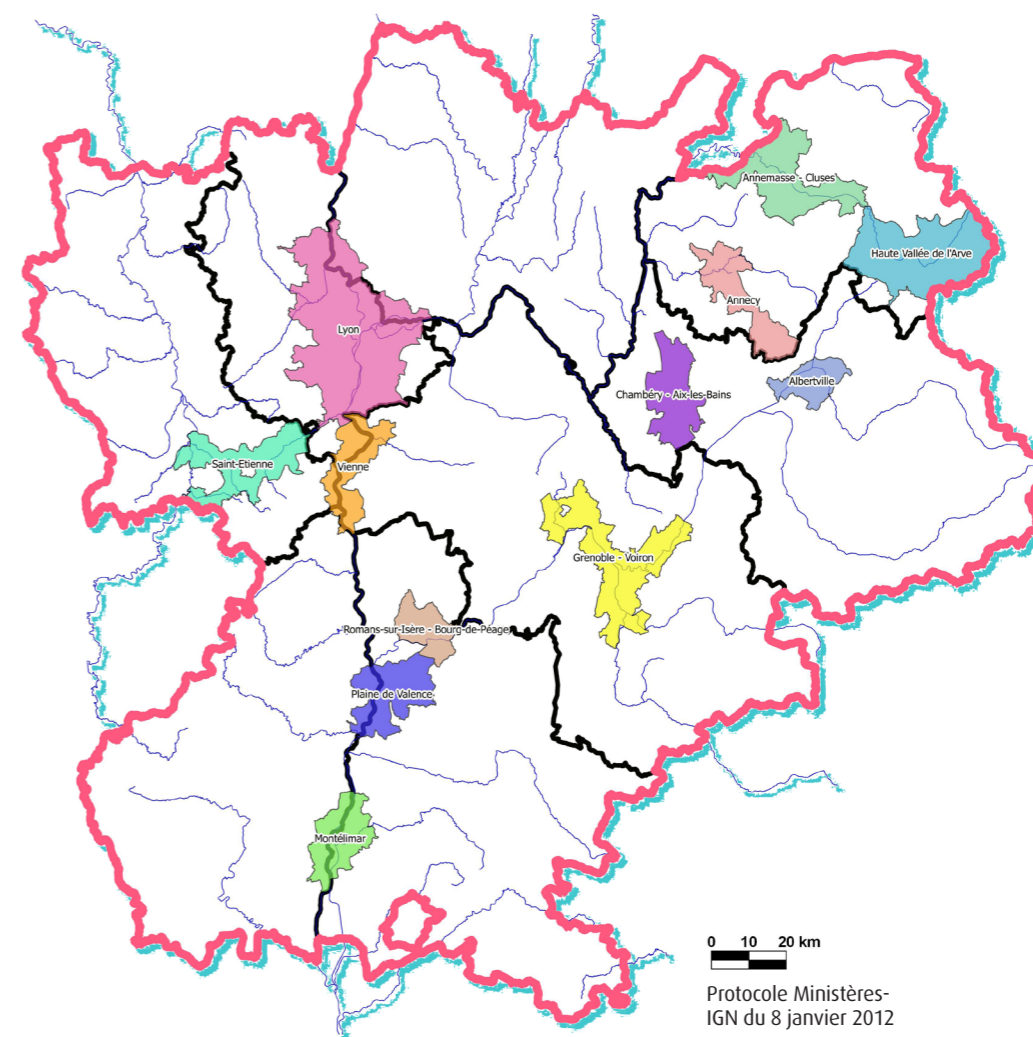 Annemasse - Cluses
Haute Vallée de l'Arve
Annecy
Lyon
Albertville
Chambéry - Aix-les-Bains
Saint-Etienne
Vienne
Grenoble - Voiron
Romans-sur-Isère - Bourg-de-Péage
Plaine de Valence
Montélimar
0 10 20 km
Protocole Ministères-
IGN du 8 janvier 2012